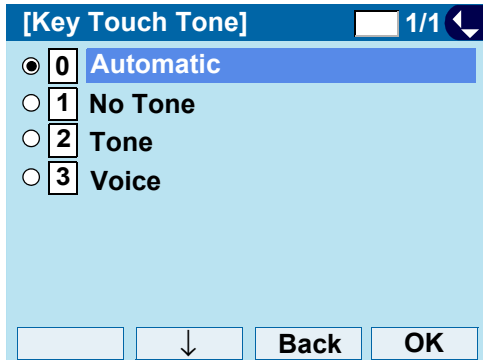 [Key Touch Tone] 1/1
0 Automatic
1 No Tone
2 Tone
3 Voice
↓ Back OK